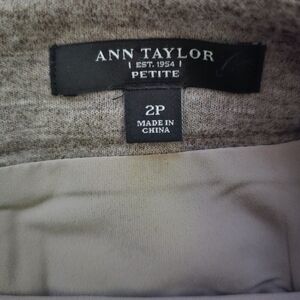 ANN TAYLOR
| EST. 1954 |
PETITE
2P
MADE IN
CHINA